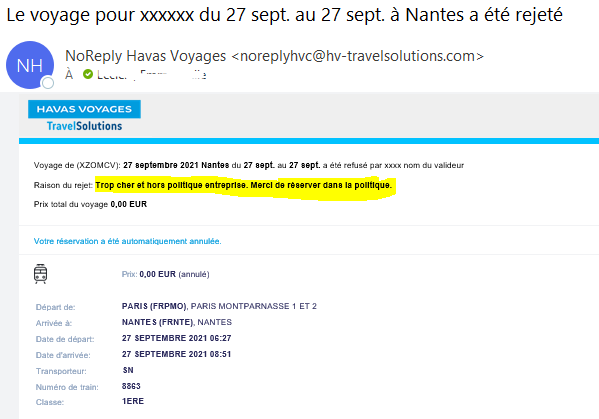 Le voyage pour xxxxxx du 27 sept. au 27 sept. à Nantes a été rejeté
NH
NoReply Havas Voyages <noreplyhvc@hv-travelsolutions.com>
À
HAVAS VOYAGES
TravelSolutions
Voyage de (XZOMCV): 27 septembre 2021 Nantes du 27 sept. au 27 sept. a été refusé par xxxx nom du valideur
Raison du rejet: Trop cher et hors politique entreprise. Merci de réserver dans la politique.
Prix total du voyage 0,00 EUR
Votre réservation a été automatiquement annulée.
Prix: 0,00 EUR (annulé)
Départ de: PARIS (FRPMO), PARIS MONTPARNASSE 1 ET 2
Arrivée à: NANTES (FRNTE), NANTES
Date de départ: 27 SEPTEMBRE 2021 06:27
Date d'arrivée: 27 SEPTEMBRE 2021 08:51
Transporteur: SN
Numéro de train: 8863
Classe: 1ERE